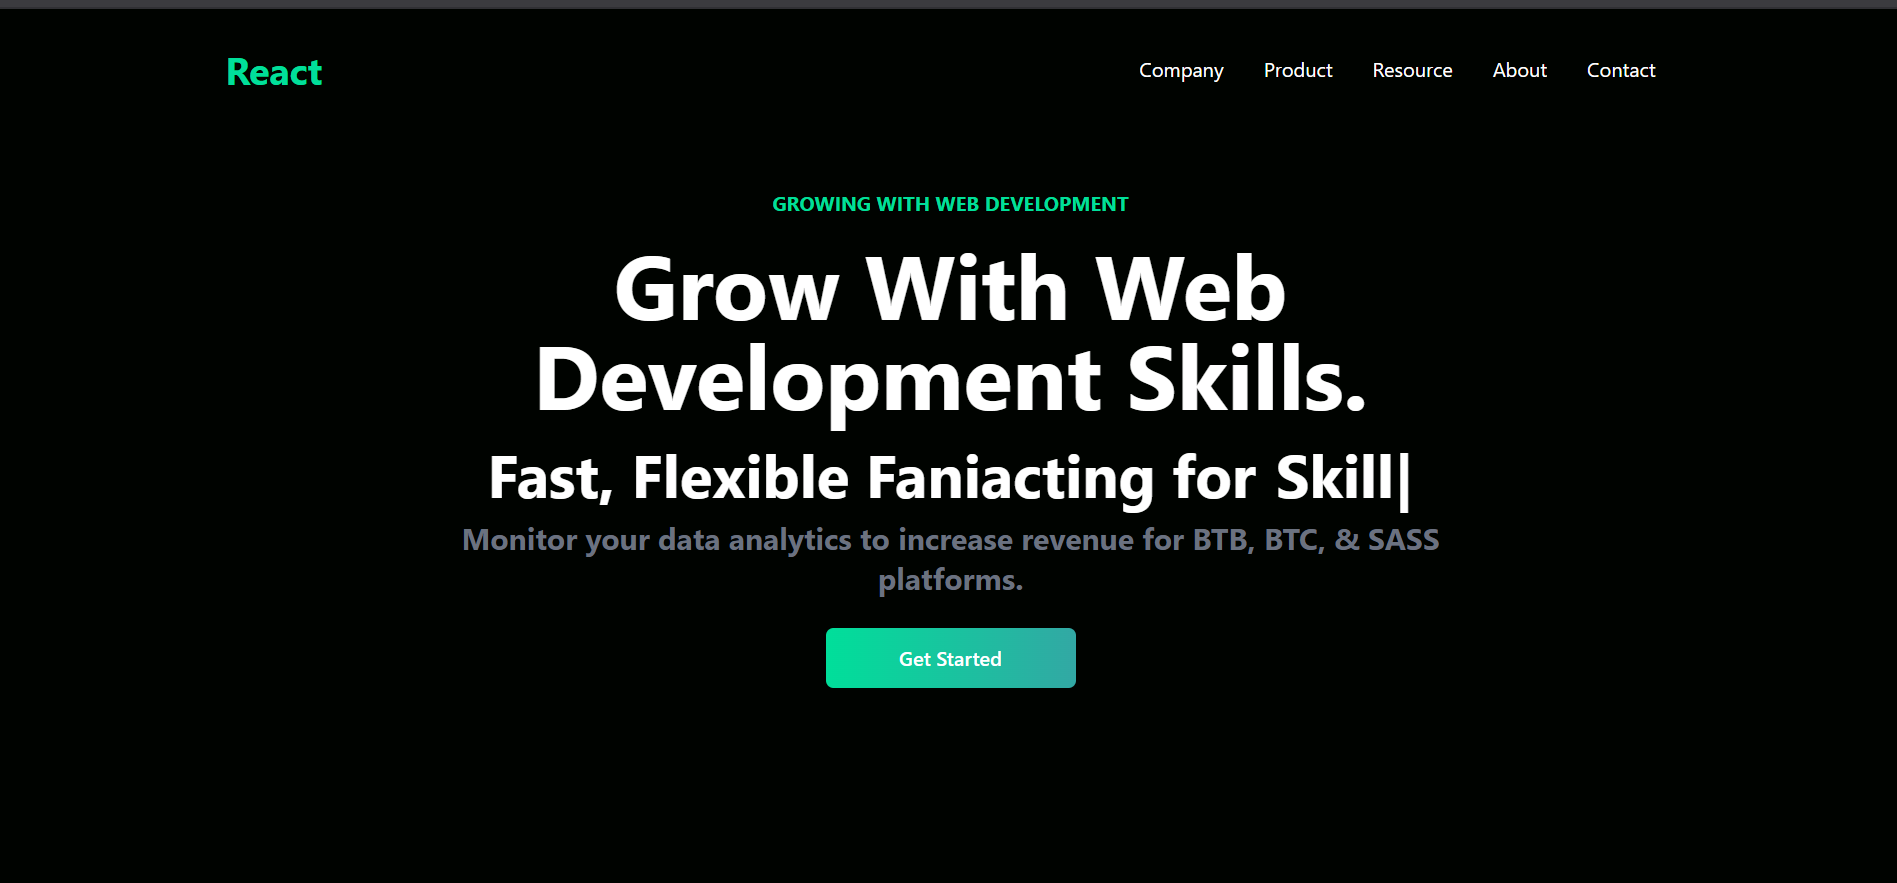 React
Company Product Resource About Contact
GROWING WITH WEB DEVELOPMENT
Grow With Web
Development Skills.
Fast, Flexible Faniacting for Skill|
Monitor your data analytics to increase revenue for BTB, BTC, & SASS
platforms.
Get Started